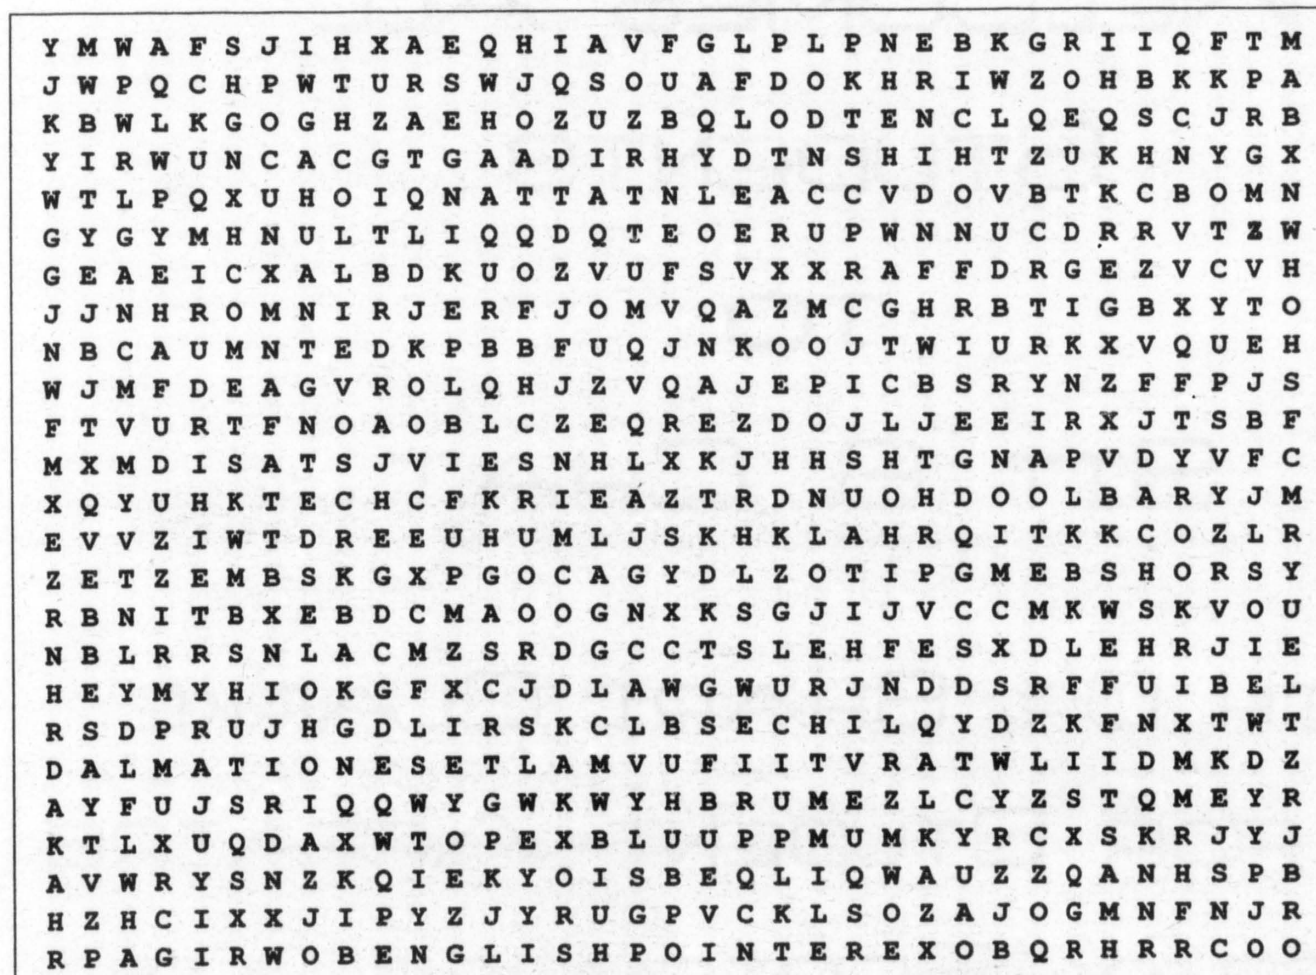 Y M W A F S J I H X A E Q H I A V F G L P L P N E B K G R I I Q F T M
J W P Q C H P W T U R S W J Q S O U A F D O K H R I W Z O H B K K P A
K B W L K G O G H Z A E H O Z U Z B Q L O D T E N C L Q E Q S C J R B
Y I R W U N C A C G T G A A D I R H Y D T N S H I H T Z U K H N Y G X
W T L P Q X U H O I Q N A T T A T N L E A C C V D O V B T K C B O M N
G Y G Y M H N U L T L I Q Q D Q T E O E R U P W N N U C D R R V T Z W
G E A E I C X A L B D K U O Z V U F S V X X R A F F D R G E Z V C V H
J J N H R O M N I R J E R F J O M V Q A Z M C G H R B T I G B X Y T O
N B C A U M N T E D K P B B F U Q J N K O O J T W I U R K X V Q U E H
W J M F D E A G V R O L Q H J Z V Q A J E P I C B S R Y N Z F F P J S
F T V U R T F N O A O B L C Z E Q R E Z D O J L J E E I R X J T S B F
M X M D I S A T S J V I E S N H L X K J H H S H T G N A P V D Y V F C
X Q Y U H K T E C H C F K R I E A Z T R D N U O H D O O L B A R Y J M
E V V Z I W T D R E E U H U M L J S K H K L A H R Q I T K K C O Z L R
Z E T Z E M B S K G X P G O C A G Y D L Z O T I P G M E B S H O R S Y
R B N I T B X E B D C M A O O G N X K S G J I J V C C M K W S K V O U
N B L R R S N L A C M Z S R D G C C T S L E H F E S X D L E H R J I E
H E Y M Y H I O K G F X C J D L A W G W U R J N D D S R F F U I B E L
R S D P R U J H G D L I R S K C L B S E C H I L Q Y D Z K F N X T W T
D A L M A T I O N E S E T L A M V U F I I T V R A T W L I I D M K D Z
A Y F U J S R I Q Q W Y G W K W Y H B R U M E Z L C Y Z S T Q M E Y R
K T L X U Q D A X W T O P E X B L U U P P M U M K Y R C X S K R J Y J
A V W R Y S N Z K Q I E K Y O I S B E Q L I Q W A U Z Z Q A N H S P B
H Z H C I X X J I P Y Z J Y R U G P V C K L S O Z A J O G M N F N J R
R P A G I R W O B E N G L I S H P O I N T E R E X O B Q R H R R C O O